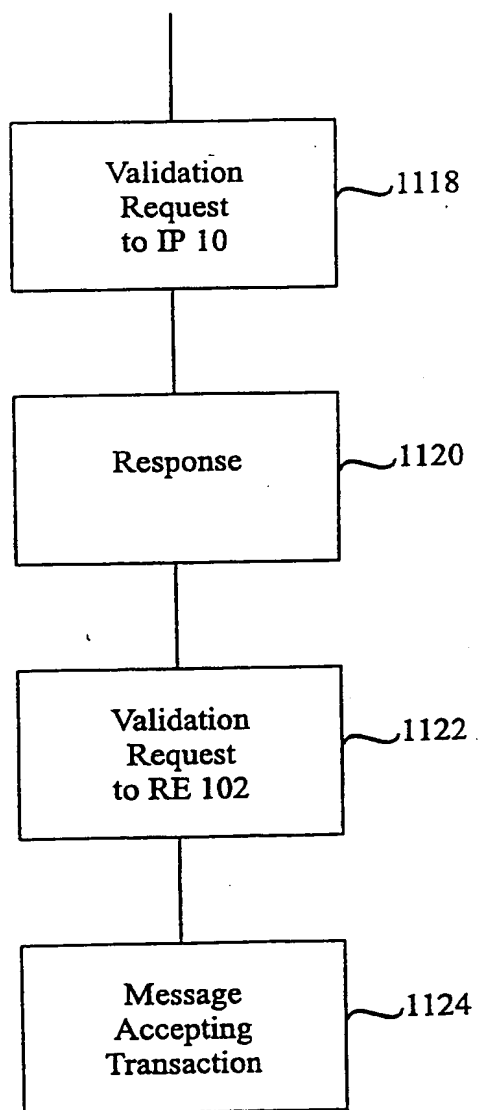 Validation
Request
to IP 10
1118
Response
1120
Validation
Request
to RE 102
1122
Message
Accepting
Transaction
1124